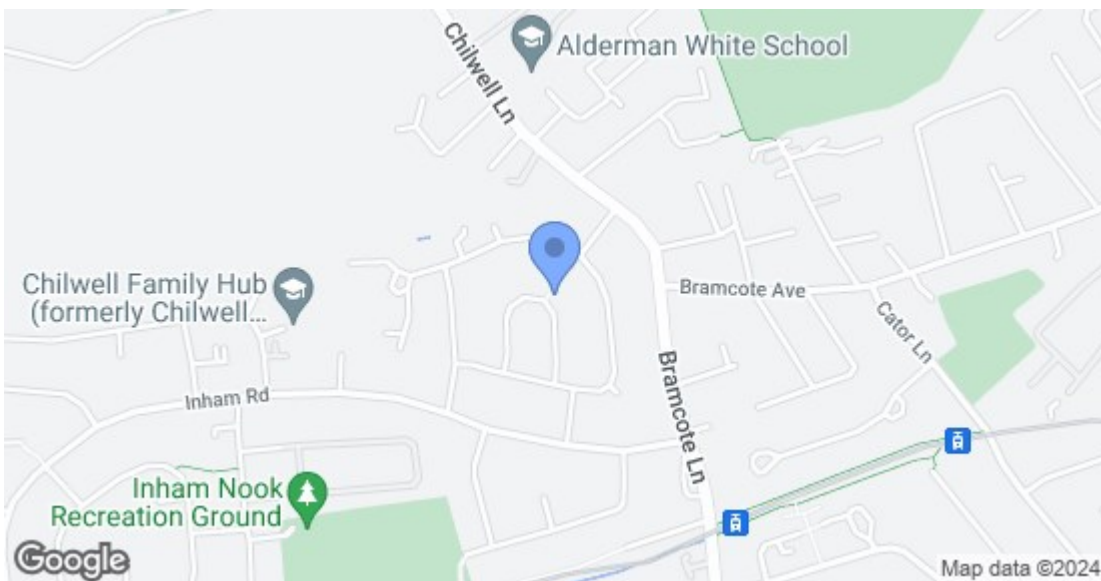 Alderman White School
Chilwell Ln
Chilwell Family Hub
(formerly Chilwell...
Bramcote Ave
Cator Ln
Inham Rd
Bramcote Ln
Inham Nook
Recreation Ground
Google
Map data ©2024